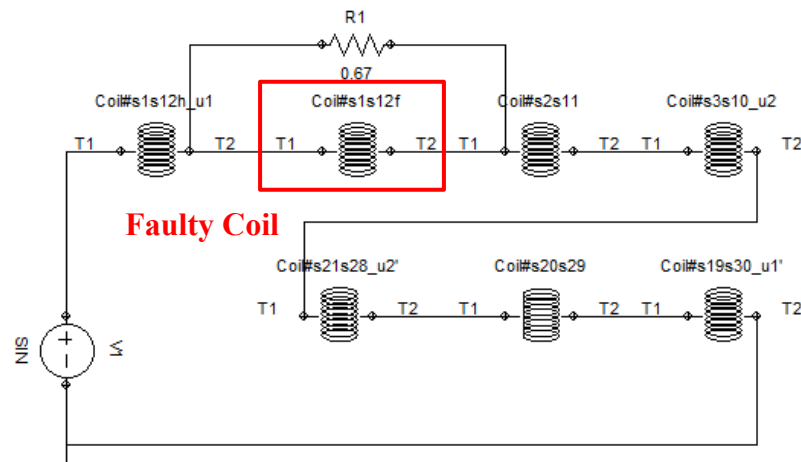 R1
0.67
Coil#s1s12h_u1
Coil#s1s12f
Coil#s2s11
Coil#s3s10_u2
T1 T2 T1 T2 T1 T2 T1 T2
Faulty Coil
Coil#s21s28_u2'
Coil#s20s29
Coil#s19s30_u1'
T1 T2 T1 T2 T1 T2
+
SIN
V1